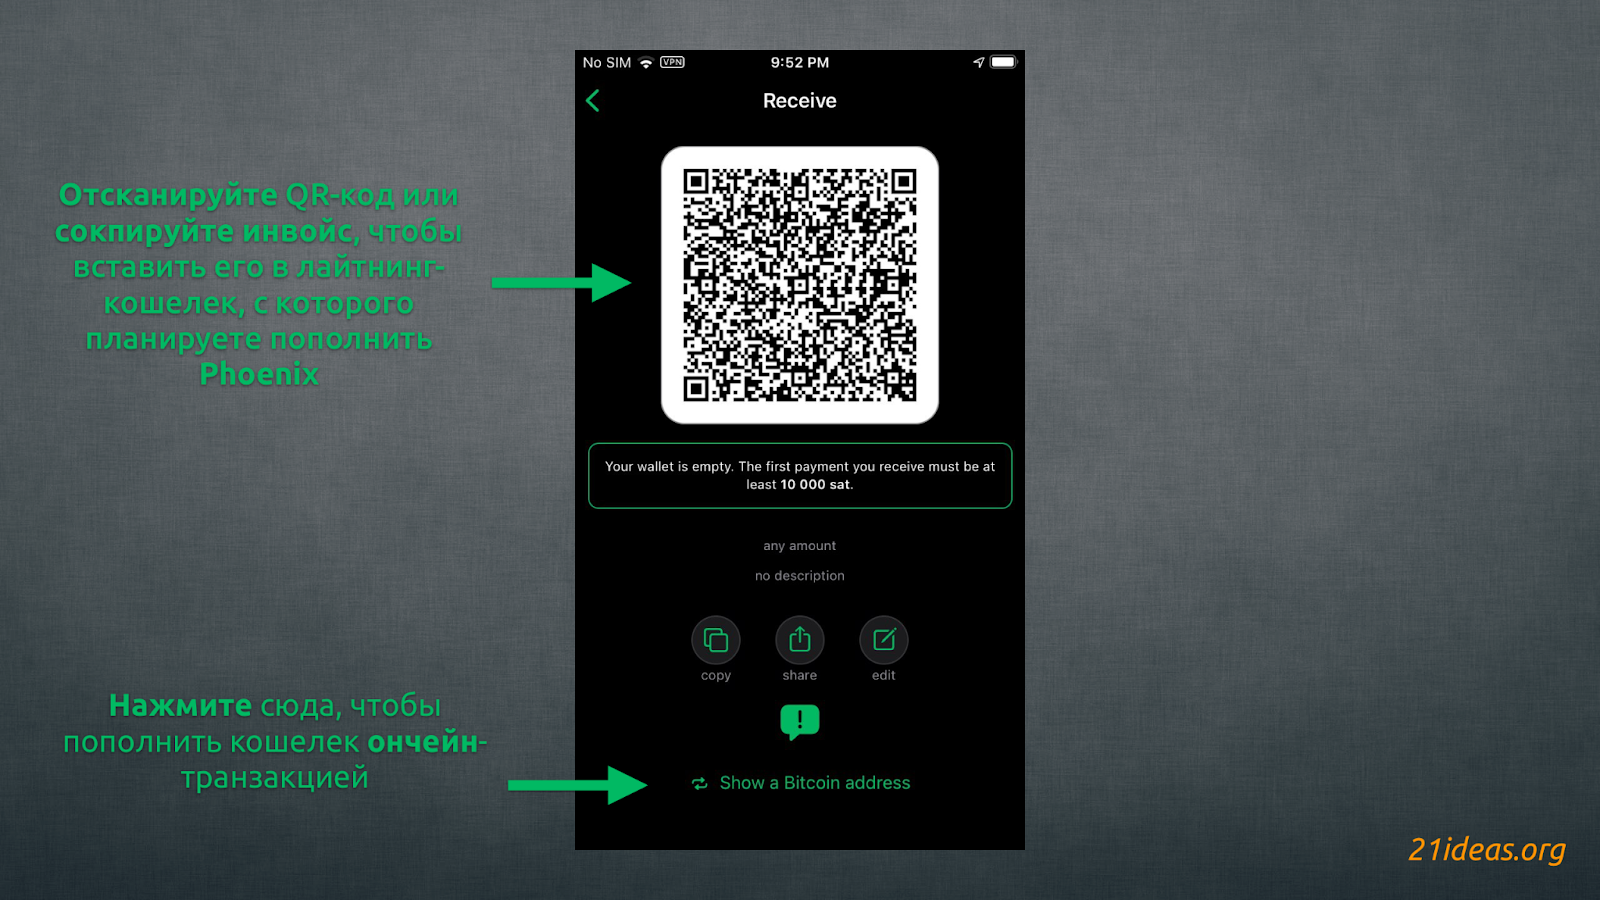 No SIM VPN 9:52 PM
Receive
Отсканируйте QR-код или
сокпируйте инвойс, чтобы
вставить его в лайтнинг-
кошелек, с которого
планируете пополнить
Phoenix
Your wallet is empty. The first payment you receive must be at
least 10 000 sat.
any amount
no description
copy share edit
Нажмите сюда, чтобы
пополнить кошелек ончейн-
транзакцией
Show a Bitcoin address
21ideas.org